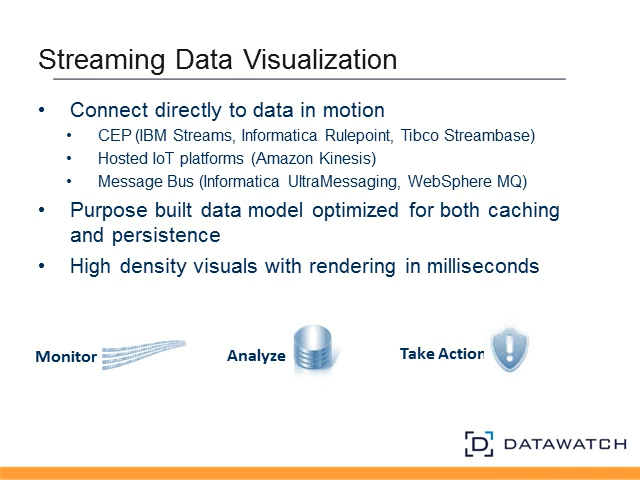 Streaming Data Visualization
• Connect directly to data in motion
• CEP (IBM Streams, Informatica Rulepoint, Tibco Streambase)
• Hosted IoT platforms (Amazon Kinesis)
• Message Bus (Informatica UltraMessaging, WebSphere MQ)
• Purpose built data model optimized for both caching
and persistence
• High density visuals with rendering in milliseconds
Monitor
Analyze
Take Action
D DATAWATCH